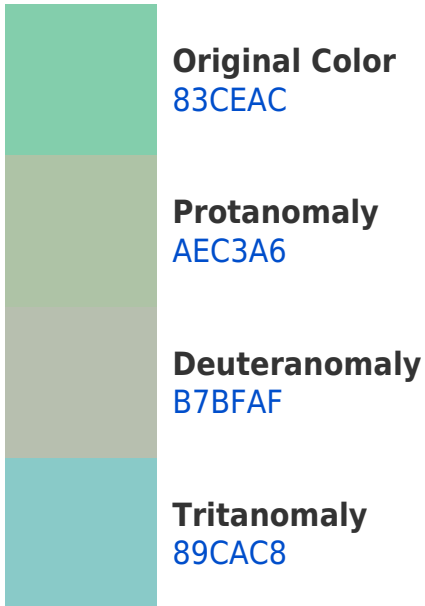 Original Color
83CEAC
Protanomaly
AEC3A6
Deuteranomaly
B7BFAF
Tritanomaly
89CAC8